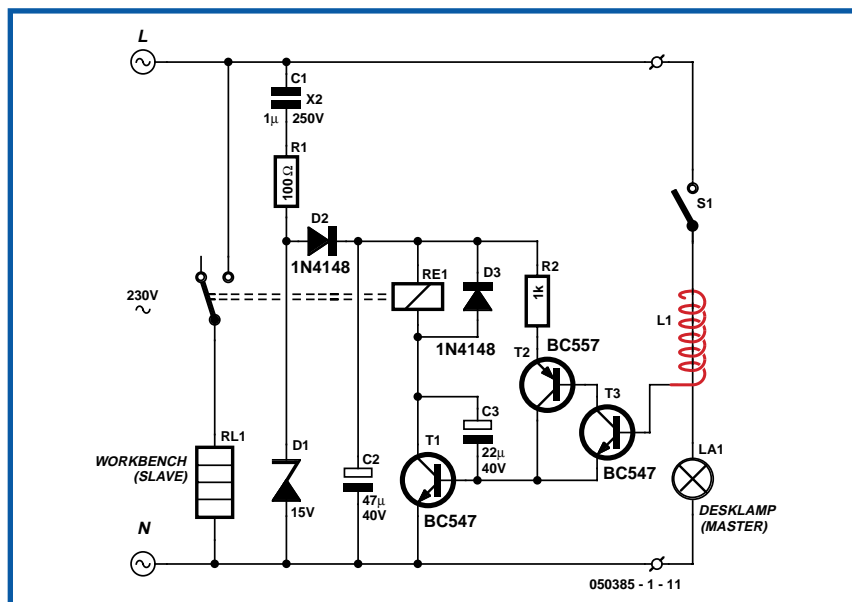 L
C1
X2
1µ 250V
R1
100Ω
S1
D2
1N4148
RE1
D3
R2
1k
230V
L1
1N4148
BC557
T2
T3
C3
RL1
D1
T1
22µ
40V
BC547
LA1
WORKBENCH
(SLAVE)
C2
15V
47µ
40V
BC547
DESKLAMP
(MASTER)
N
050385 - 1 - 11